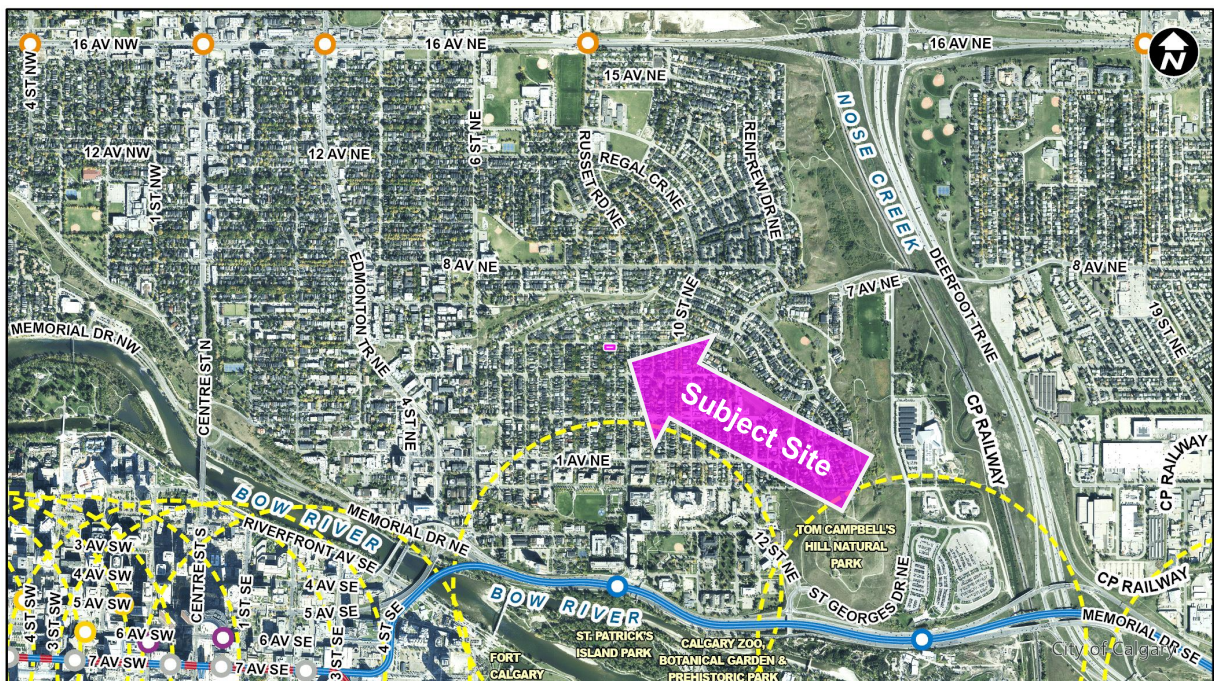 16 AV NW
16 AV NE
16 AV NE
N
4 ST NW
15 AV NE
NOSE CREEK
6 ST NE
RUSSET RD NE
REGAL CR NE
RENFREW DR NE
12 AV NW
12 AV NE
1 ST NW
EDMONTON TR NE
8 AV NE
7 AV NE
DEERFOOT TR NE
8 AV NE
19 ST NE
10 ST NE
MEMORIAL DR NW
CENTRE ST N
4 ST NE
Subject Site
CP RAILWAY
CP RAILWAY
1 AV NE
BOW RIVER
MEMORIAL DR NE
RIVERFRONT AV SE
TOM CAMPBELL'S
HILL NATURAL
PARK
12 ST NE
ST GEORGES DR NE
CP RAILWAY
MEMORIAL DR SE
3 AV SW
4 AV SW
5 AV SW
6 AV SW
7 AV SW
4 ST SW
3 ST SW
CENTRE ST S
1 ST SE
4 AV SE
5 AV SE
6 AV SE
7 AV SE
3 ST SE
4 ST SE
BOW RIVER
ST. PATRICK'S
ISLAND PARK
FORT
CALGARY
CALGARY ZOO,
BOTANICAL GARDEN &
PREHISTORIC PARK
City of Calgary